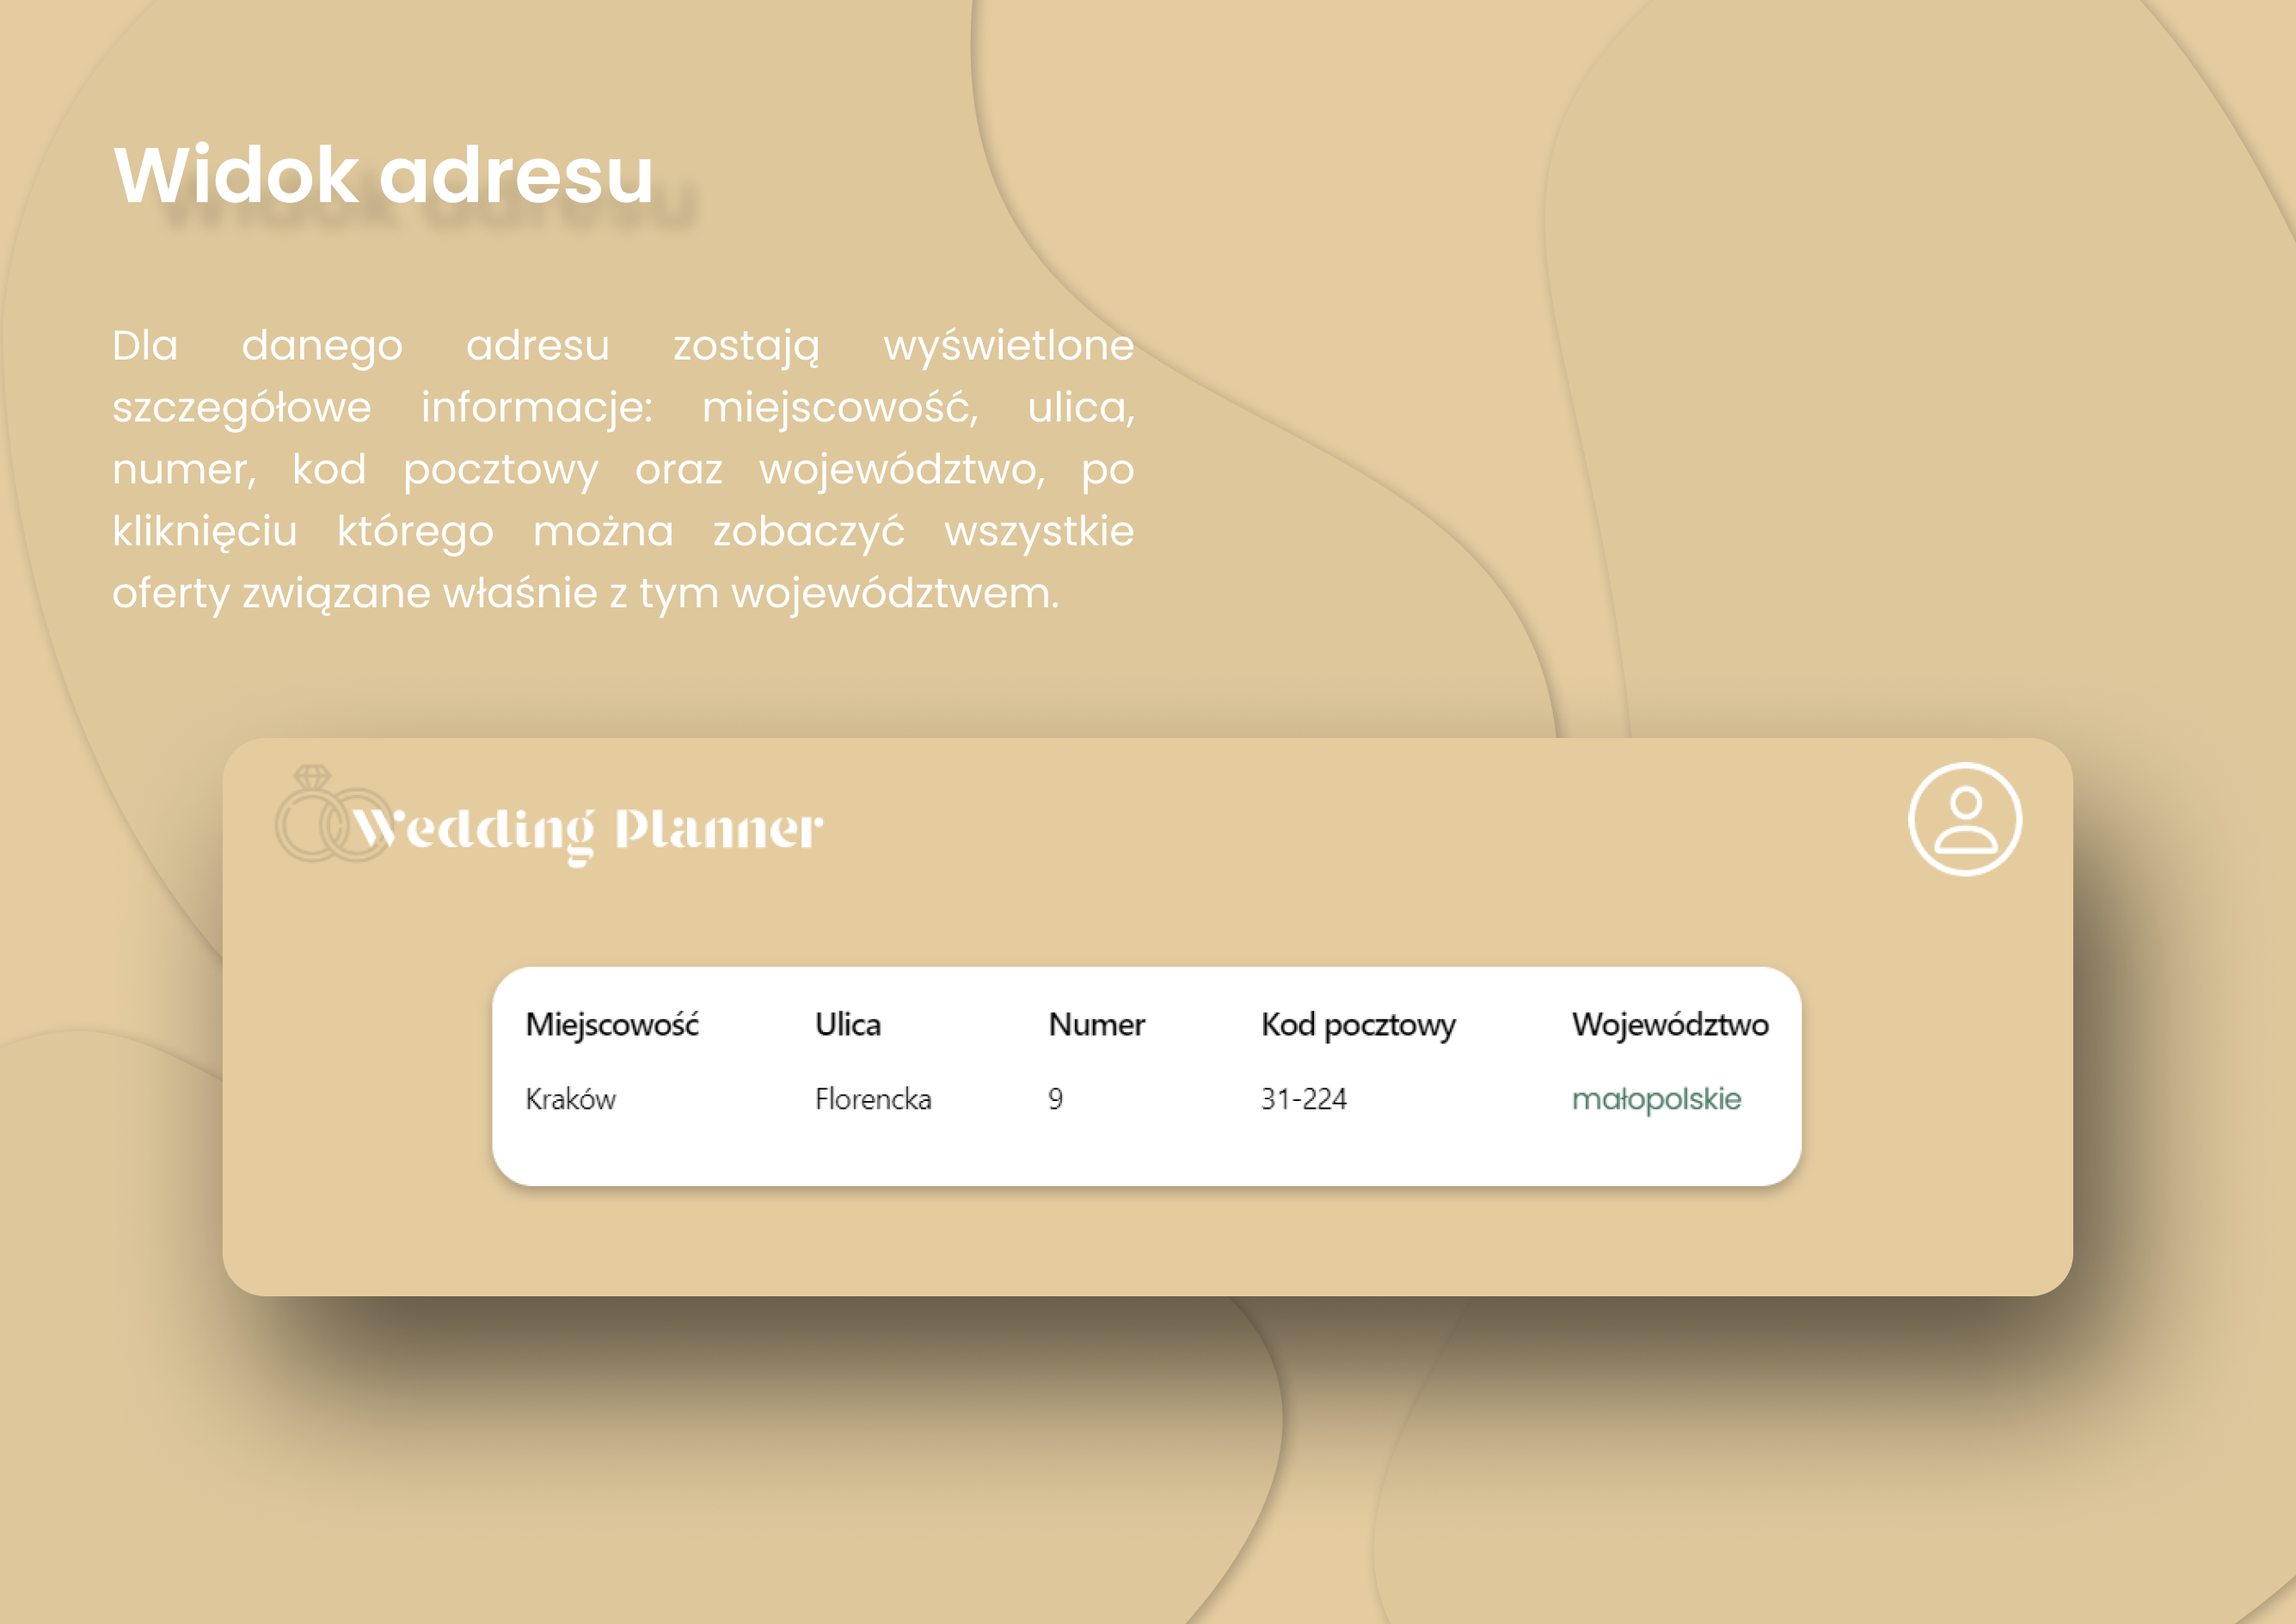 Widok adresu
Dla danego adresu zostają wyświetlone
szczegółowe informacje: miejscowość, ulica,
numer, kod pocztowy oraz województwo, po
kliknięciu którego można zobaczyć wszystkie
oferty związane właśnie z tym województwem.
Wedding Planner
Miejscowość Ulica Numer Kod pocztowy Województwo
Kraków Florencka 9 31-224 małopolskie